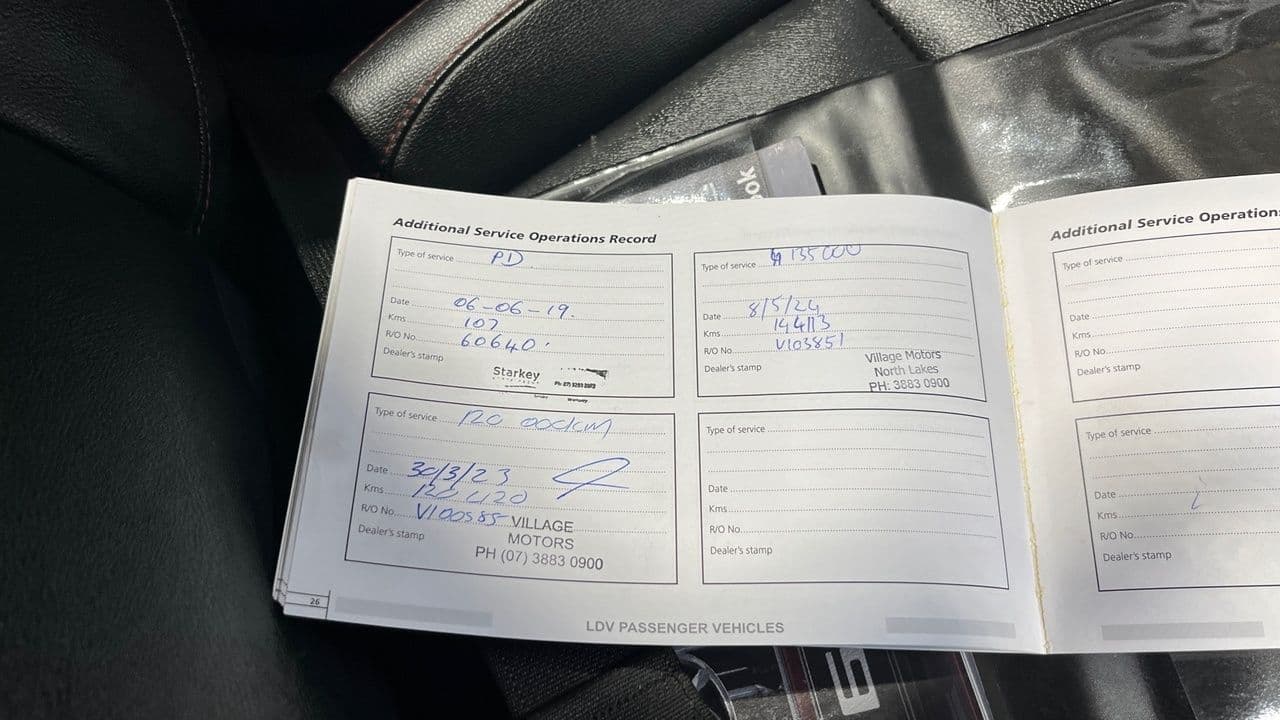 ok
Additional Service Operations Record
Type of service PD
Date 06-06-19.
Kms 107
R/O No. 60640
Dealer's stamp
Starkey
Type of service 135000
Date 8/5/24
Kms 144113
R/O No. V103851
Dealer's stamp
Village Motors
North Lakes
PH: 3883 0900
Type of service 120 000KM
Date 30/3/23
Kms
R/O No. V100585
Dealer's stamp
VILLAGE
MOTORS
PH (07) 3883 0900
Type of service
Date
Kms
R/O No.
Dealer's stamp
26
LDV PASSENGER VEHICLES
Additional Service Operation
Type of service
Date
Kms
R/O No.
Dealer's stamp
Type of service
Date
Kms
R/O No.
Dealer's stamp